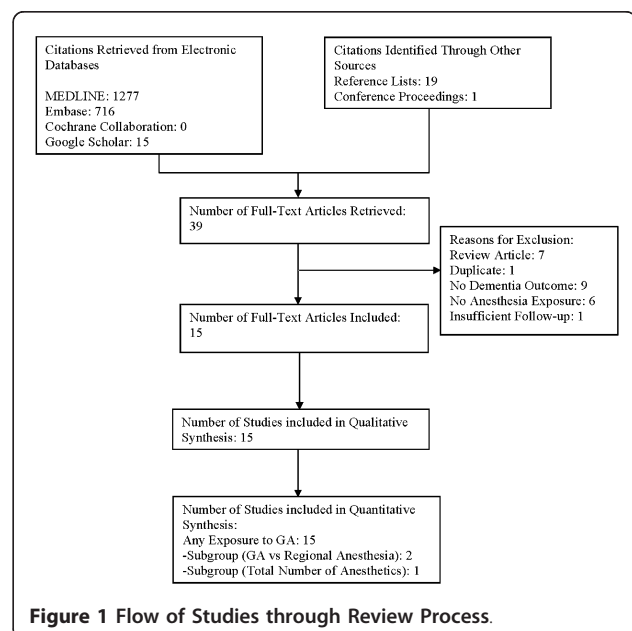 Citations Retrieved from Electronic
Databases
MEDLINE: 1277
Embase: 716
Cochrane Collaboration: 0
Google Scholar: 15
Citations Identified Through Other
Sources
Reference Lists: 19
Conference Proceedings: 1
Number of Full-Text Articles Retrieved:
39
Reasons for Exclusion:
Review Article: 7
Duplicate: 1
No Dementia Outcome: 9
No Anesthesia Exposure: 6
Insufficient Follow-up: 1
Number of Full-Text Articles Included:
15
Number of Studies included in Qualitative
Synthesis: 15
Number of Studies included in Quantitative
Synthesis:
Any Exposure to GA: 15
-Subgroup (GA vs Regional Anesthesia): 2
-Subgroup (Total Number of Anesthetics): 1
Figure 1 Flow of Studies through Review Process.